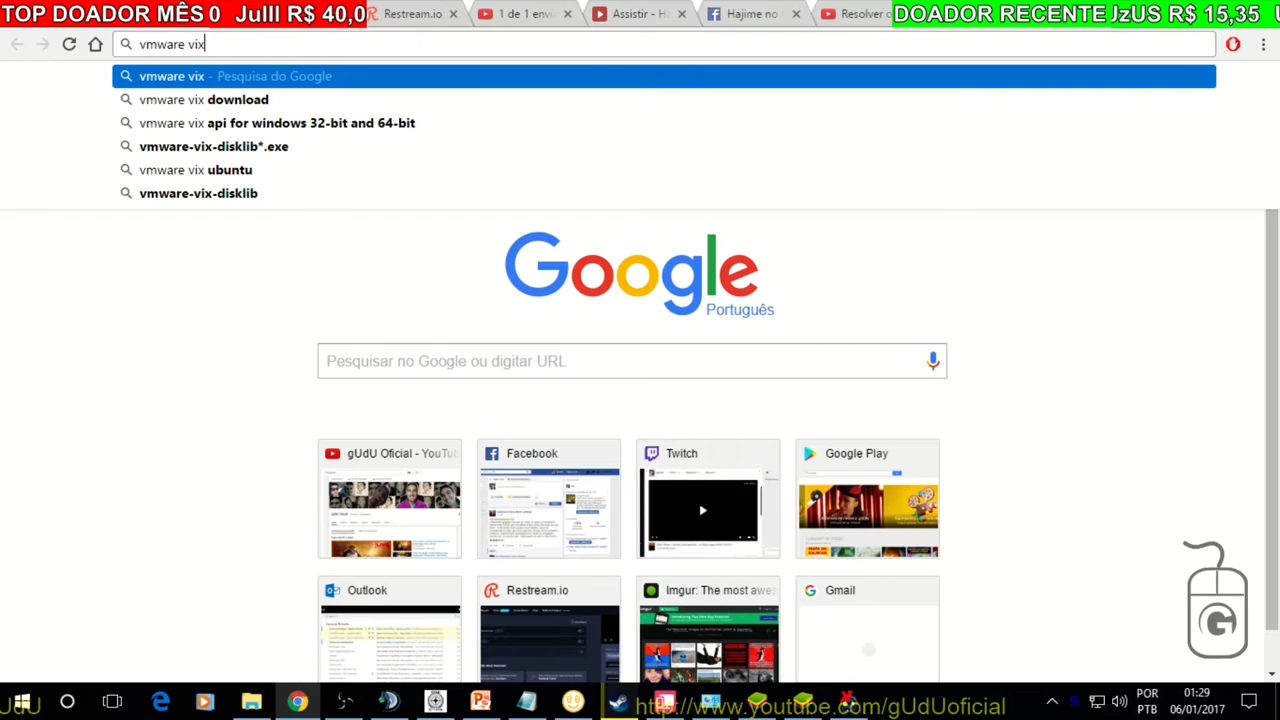 TOP DOADOR MÊS 0 Julll R$ 40,0
Restream.io
1 de 1 envi
Assistir - Ha
Hajime no
Resolver o
DOADOR RECENTE JzUS R$ 15,35
vmware vix
vmware vix - Pesquisa do Google
vmware vix download
vmware vix api for windows 32-bit and 64-bit
vmware-vix-disklib*.exe
vmware vix ubuntu
vmware-vix-disklib
Google
Português
Pesquisar no Google ou digitar URL
gUdU Oficial - YouTub
Facebook
Twitch
Google Play
Outlook
Restream.io
Imgur: The most awes
Gmail
UdU
http://www.youtube.com/gUdUoficial
POR
PTB
01:29
06/01/2017